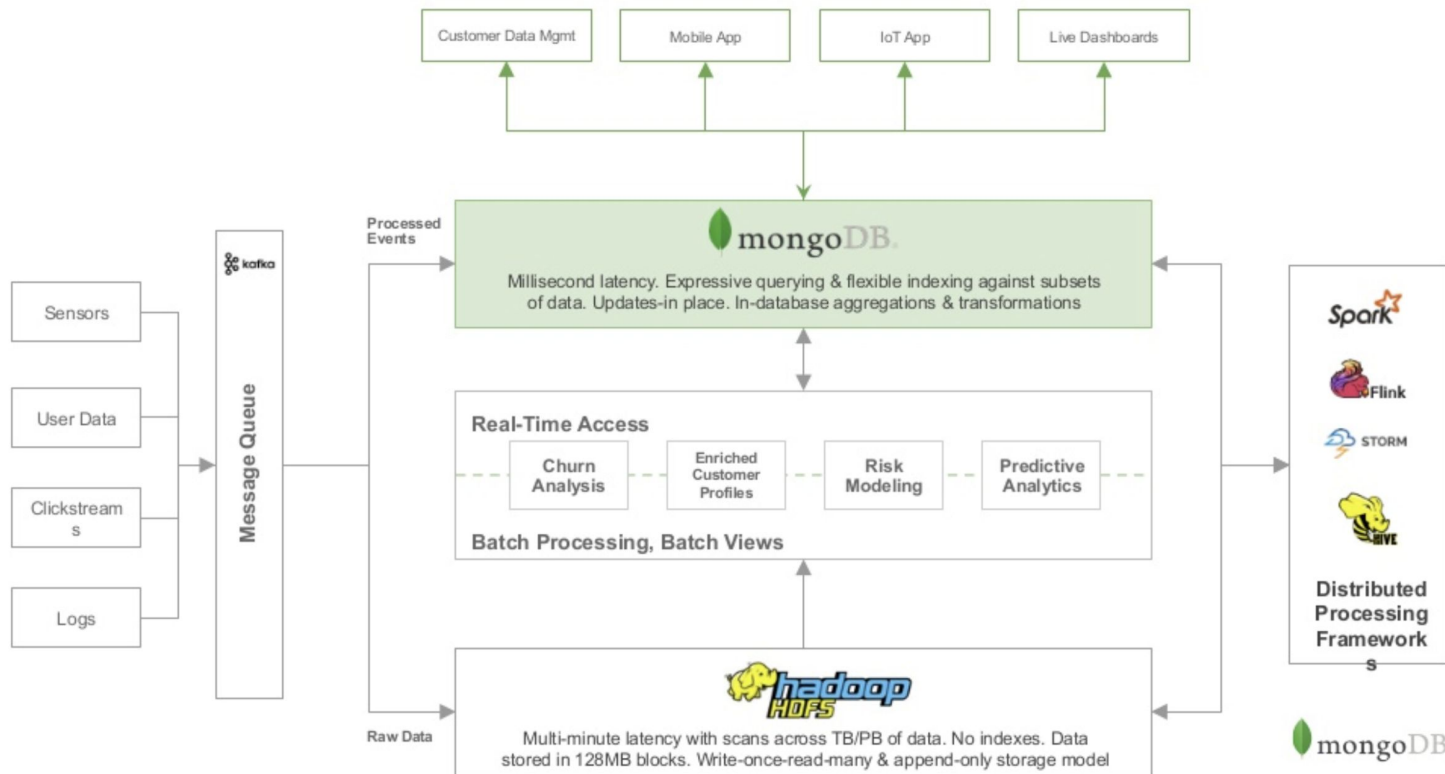 Customer Data Mgmt
Mobile App
IoT App
Live Dashboards
Processed
Events
mongoDB.
Millisecond latency. Expressive querying & flexible indexing against subsets
of data. Updates-in place. In-database aggregations & transformations
kafka
Message Queue
Sensors
User Data
Clickstream
s
Logs
Real-Time Access
Churn
Analysis
Enriched
Customer
Profiles
Risk
Modeling
Predictive
Analytics
Batch Processing, Batch Views
Raw Data
hadoop
HDFS
Multi-minute latency with scans across TB/PB of data. No indexes. Data
stored in 128MB blocks. Write-once-read-many & append-only storage model
Spark
Flink
STORM
HIVE
Distributed
Processing
Framework
s
mongoDB